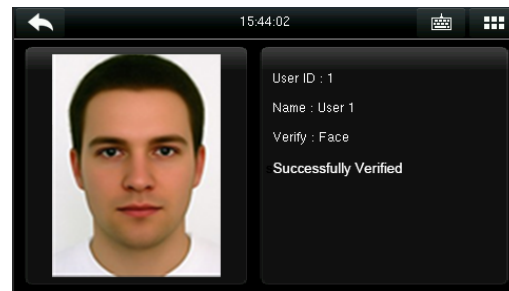 15:44:02
User ID : 1
Name : User 1
Verify : Face
Successfully Verified